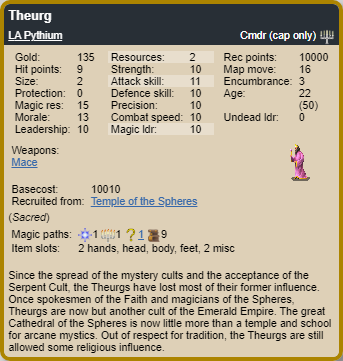 Theurg
LA Pythium Cmdr (cap only)
Gold: 135 Resources: 2 Rec points: 10000
Hit points: 9 Strength: 10 Map move: 16
Size: 2 Attack skill: 11 Encumbrance: 3
Protection: 0 Defence skill: 10 Age: 22
Magic res: 15 Precision: 10 (50)
Morale: 13 Combat speed: 10 Undead ldr: 0
Leadership: 10 Magic ldr: 10
Weapons:
Mace
Basecost: 10010
Recruited from: Temple of the Spheres
(Sacred)
Magic paths: 1 1 ?1 9
Item slots: 2 hands, head, body, feet, 2 misc
Since the spread of the mystery cults and the acceptance of the
Serpent Cult, the Theurgs have lost most of their former influence.
Once spokesmen of the Faith and magicians of the Spheres,
Theurgs are now but another cult of the Emerald Empire. The great
Cathedral of the Spheres is now little more than a temple and school
for arcane mystics. Out of respect for tradition, the Theurgs are still
allowed some religious influence.